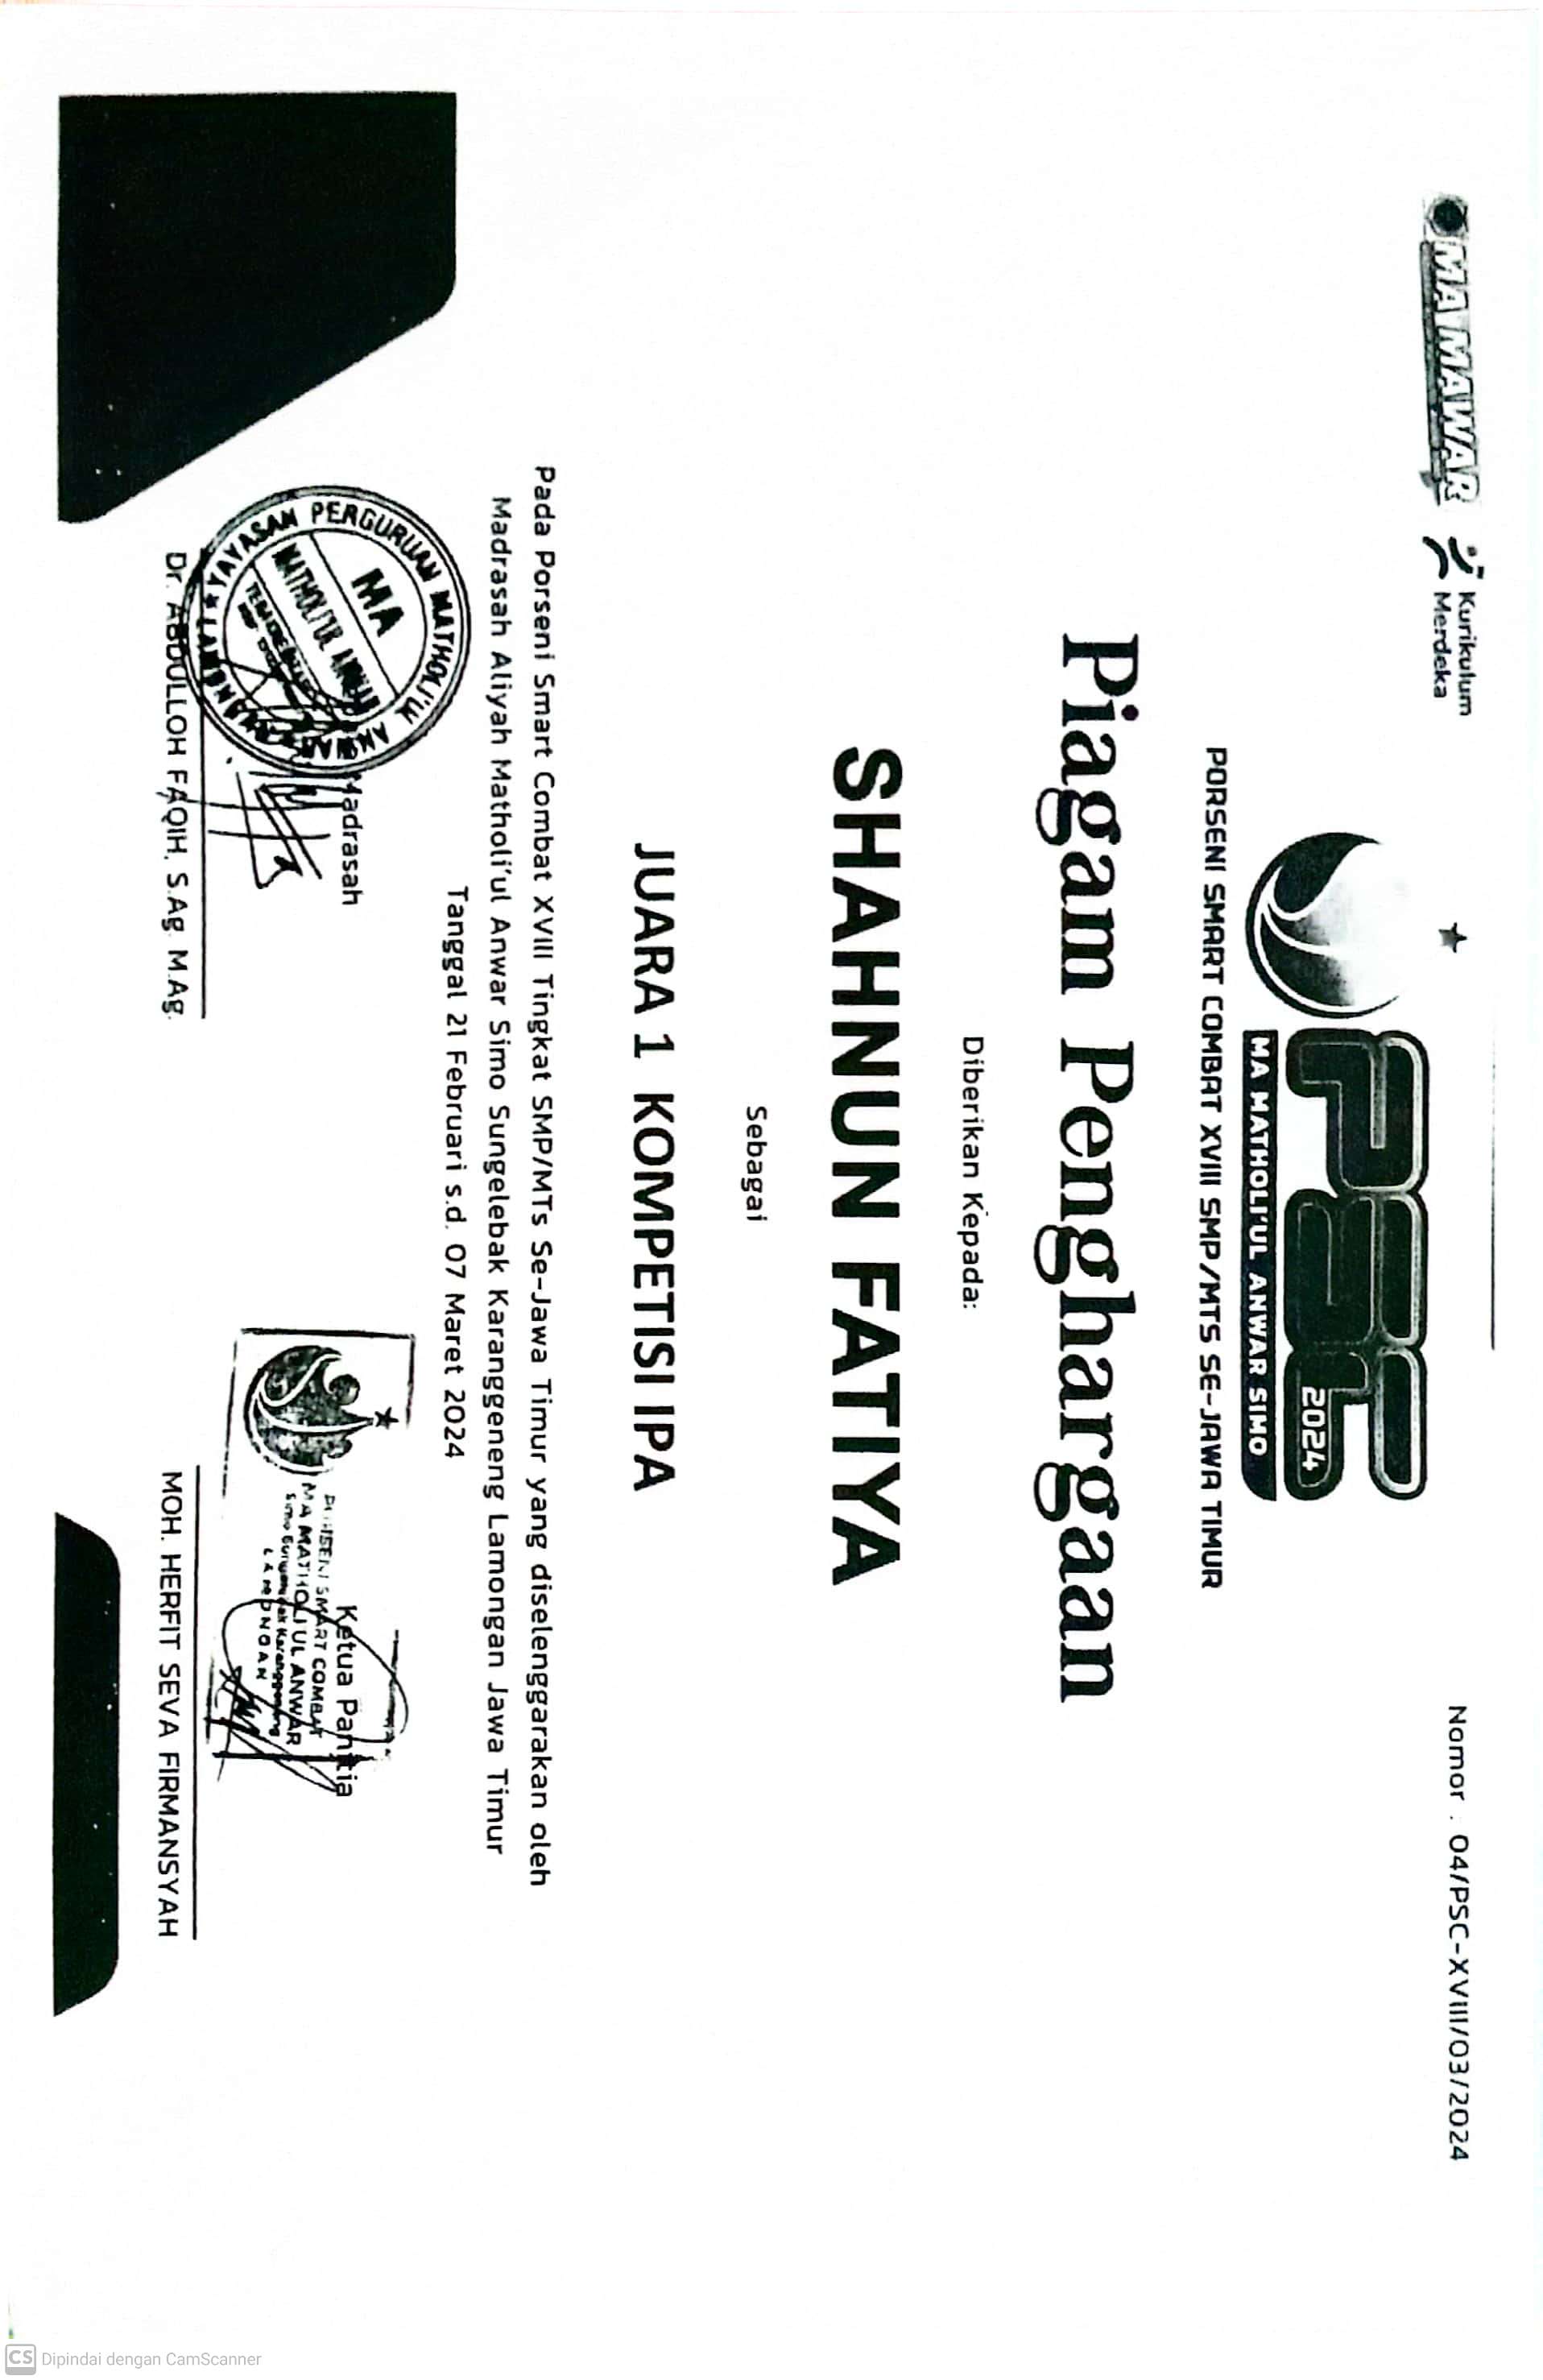 MA MAWAR
Kurikulum
Merdeka
Nomor : 04/PSC-XVIII/03/2024
PSC
2024
MA MATHOLI'UL ANWAR SIMO
PORSENI SMART COMBAT XVIII SMP/MTS SE-JAWA TIMUR
Piagam Penghargaan
Diberikan Kepada:
SHAHNUN FATIYA
Sebagai
JUARA 1 KOMPETISI IPA
Pada Porseni Smart Combat XVIII Tingkat SMP/MTs Se-Jawa Timur yang diselenggarakan oleh
Madrasah Aliyah Matholi'ul Anwar Simo Sungelebak Karanggeneng Lamongan Jawa Timur
Tanggal 21 Februari s.d. 07 Maret 2024
Madrasah
YAYASAN PERGURUAN MATHOLI'UL ANWAR
MA
MATHOLI'UL ANWAR
Dr. ABDULLOH FAQIH, S.Ag. M.Ag.
Ketua Panitia
PORSENI SMART COMBAT
MA MATHOLI'UL ANWAR
Simo Sungelebak Karanggeneng
LAMONGAN
MOH. HERFIT SEVA FIRMANSYAH
CS Dipindai dengan CamScanner